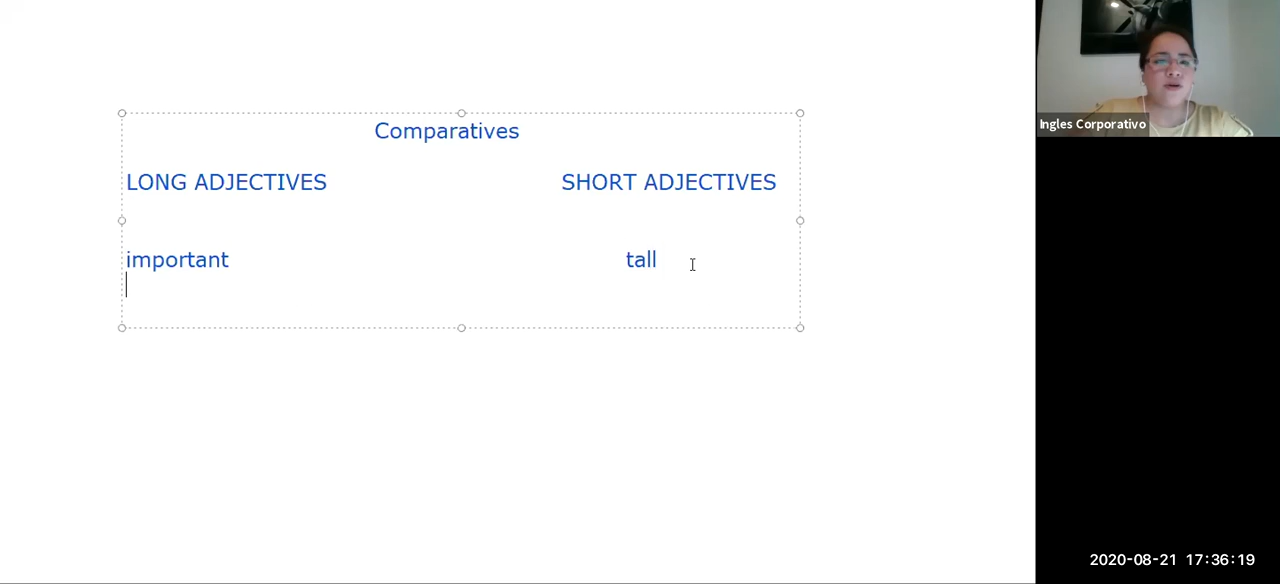 Comparatives
LONG ADJECTIVES SHORT ADJECTIVES
important tall
Ingles Corporativo
2020-08-21 17:36:19